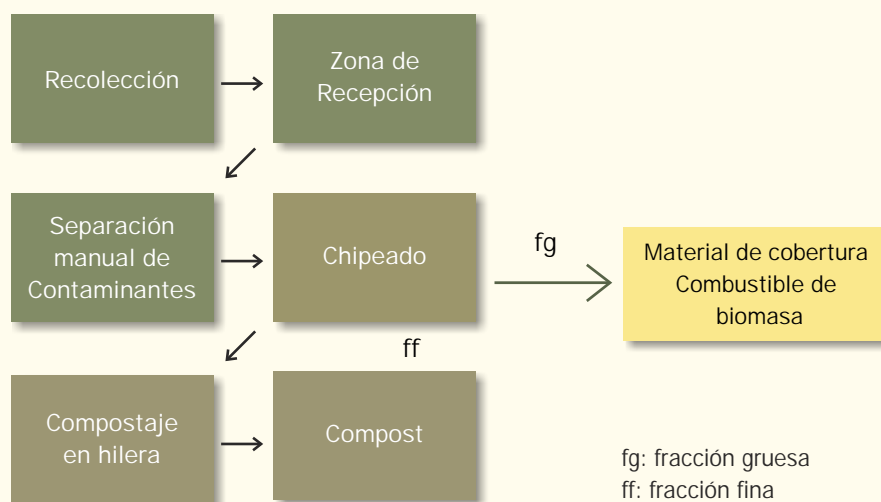 Recolección
Zona de
Recepción
Separación
manual de
Contaminantes
Chipeado
fg
Material de cobertura
Combustible de
biomasa
ff
Compostaje
en hilera
Compost
fg: fracción gruesa
ff: fracción fina